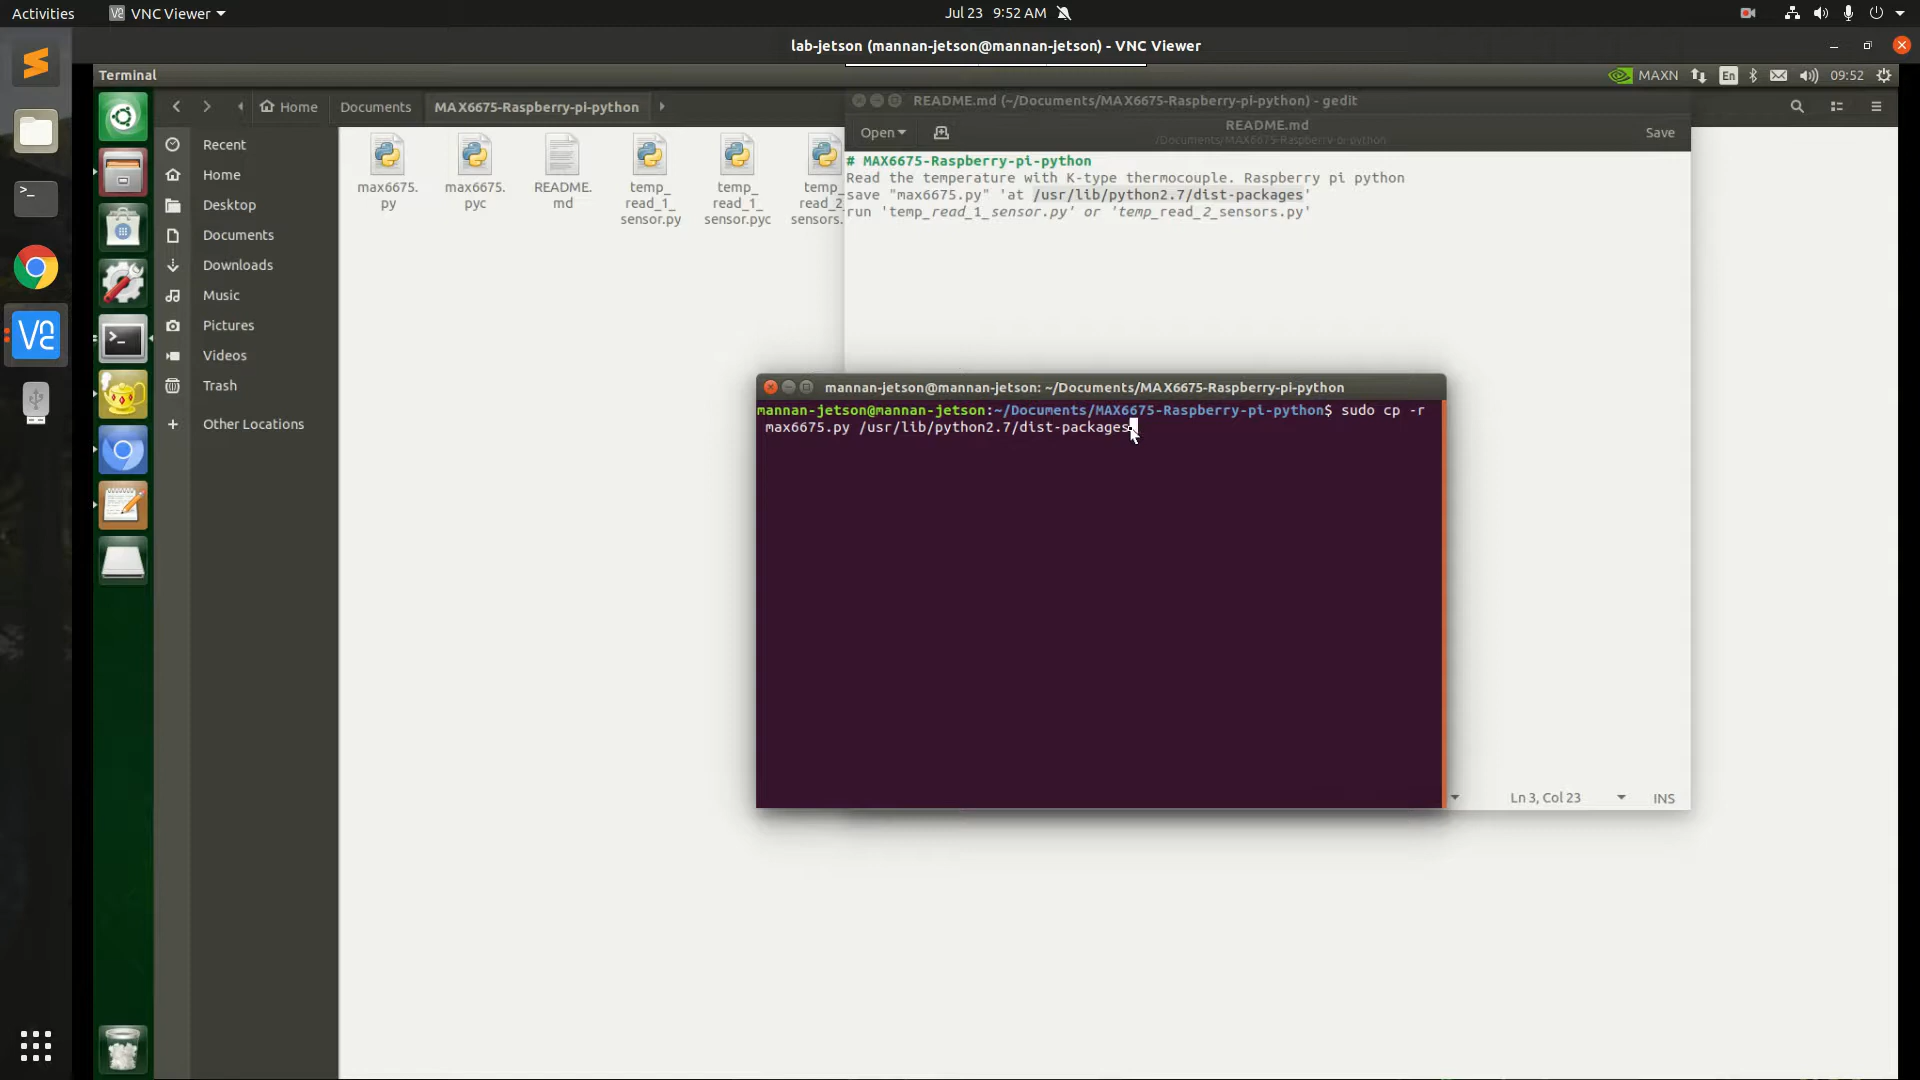 Activities
VNC Viewer
Jul 23 9:52 AM
lab-jetson (mannan-jetson@mannan-jetson) - VNC Viewer
Terminal
MAXN
En
09:52
Home
Documents
MAX6675-Raspberry-pi-python
README.md (~/Documents/MAX6675-Raspberry-pi-python) - gedit
Open
README.md
~/Documents/MAX6675-Raspberry-pi-python
Save
Recent
Home
Desktop
Documents
Downloads
Music
Pictures
Videos
Trash
Other Locations
max6675.
py
max6675.
pyc
README.
md
temp_
read_1_
sensor.py
temp_
read_1_
sensor.pyc
temp_
read_2
sensors.
# MAX6675-Raspberry-pi-python
Read the temperature with K-type thermocouple. Raspberry pi python
save "max6675.py" 'at /usr/lib/python2.7/dist-packages'
run 'temp_read_1_sensor.py' or 'temp_read_2_sensors.py'
mannan-jetson@mannan-jetson: ~/Documents/MAX6675-Raspberry-pi-python
mannan-jetson@mannan-jetson:~/Documents/MAX6675-Raspberry-pi-python$ sudo cp -r
max6675.py /usr/lib/python2.7/dist-packages
Ln 3, Col 23
INS